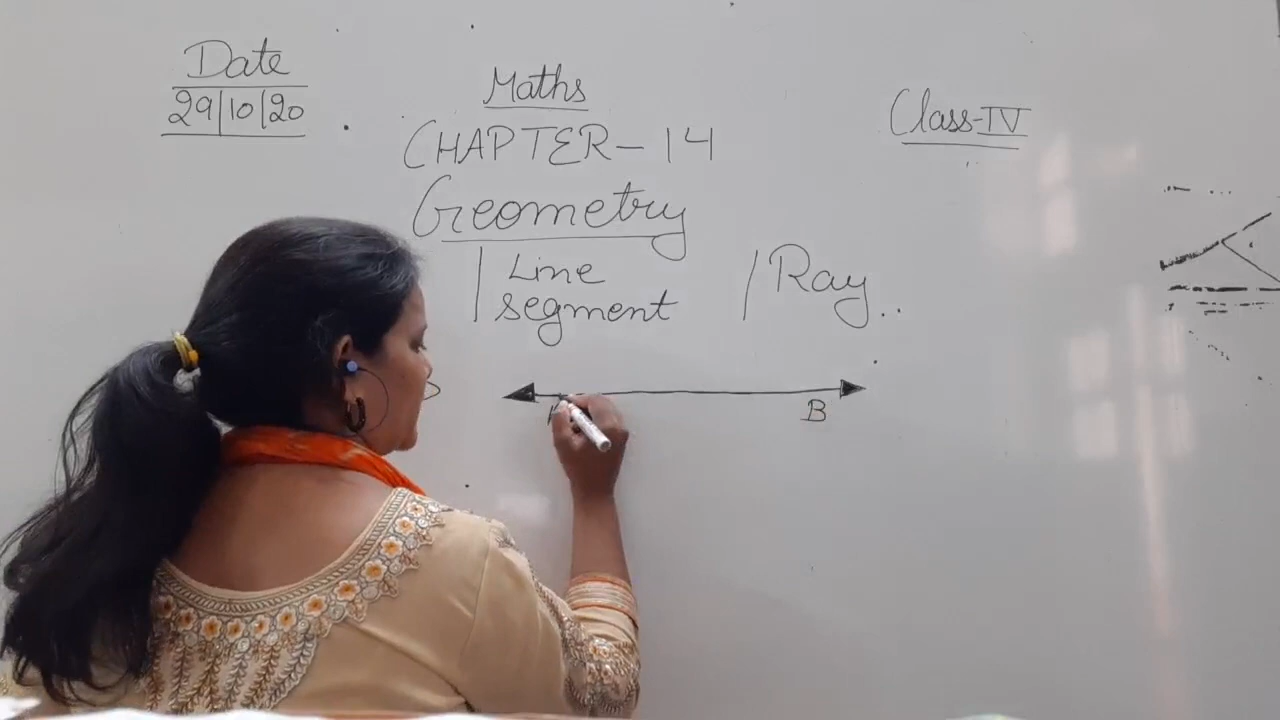 Date
29/10/20
Maths
Class-IV
CHAPTER-14
Geometry
Line
segment
Ray..
B